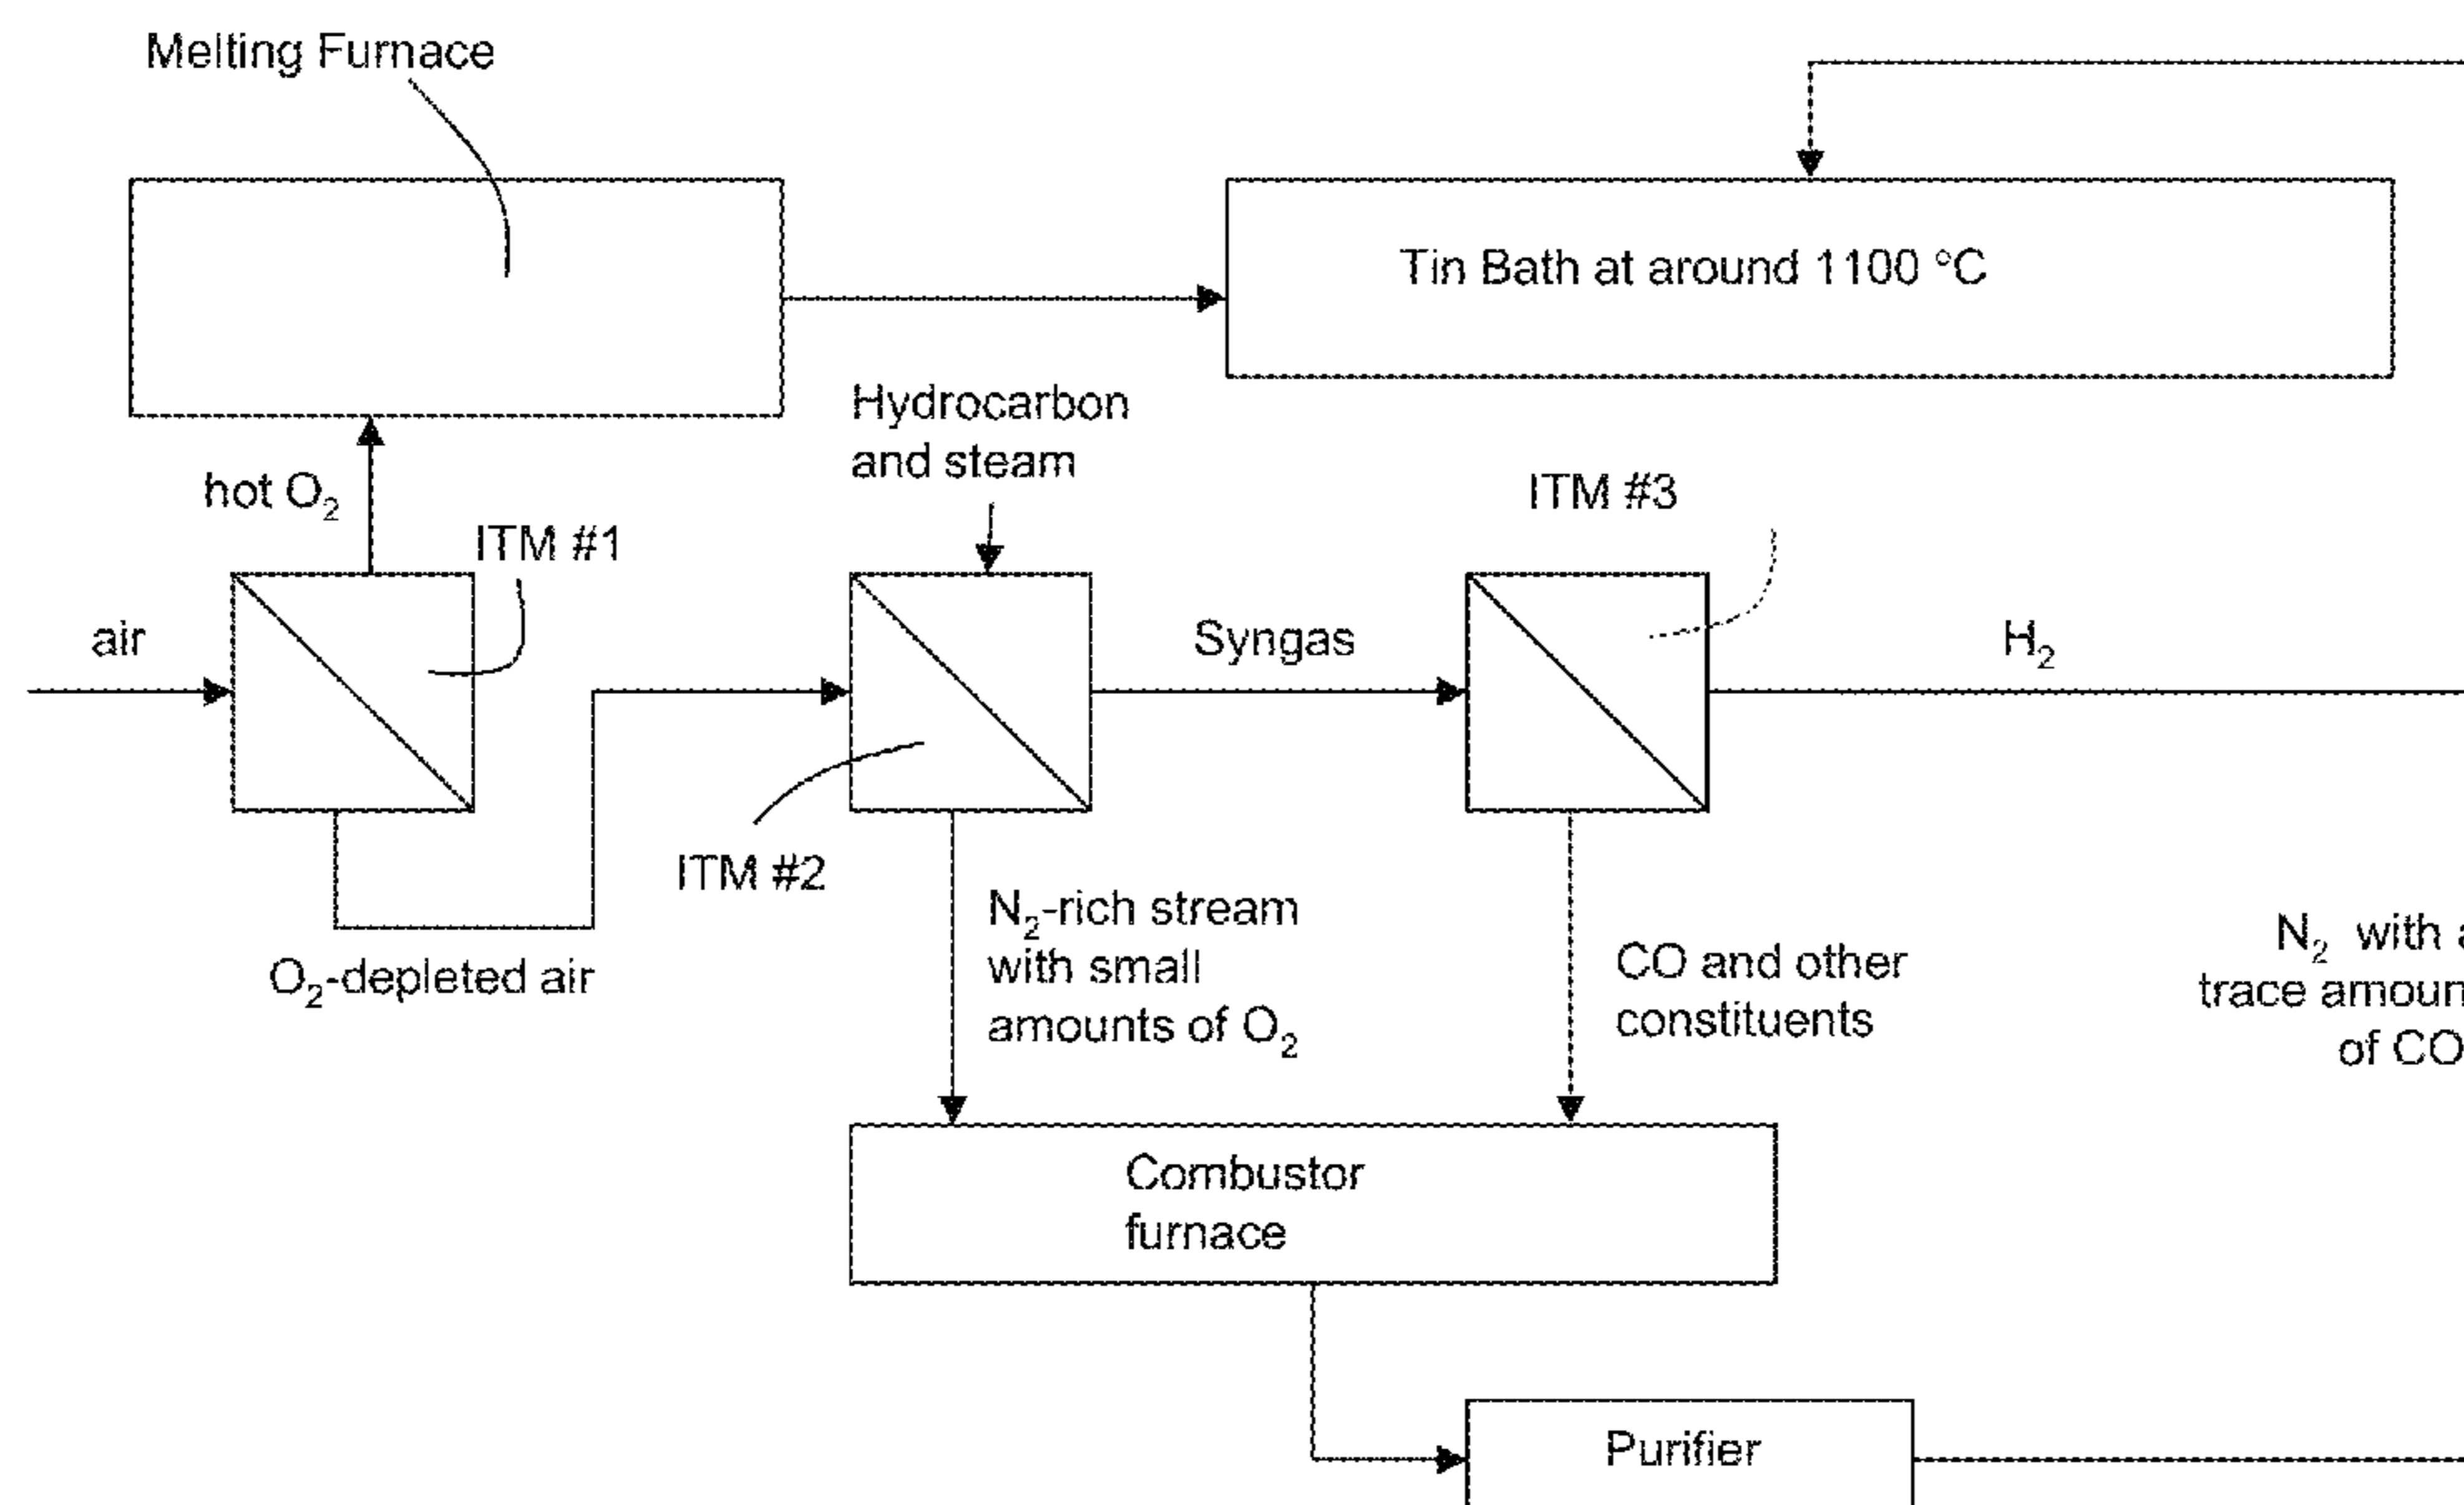 Melting Furnace
Tin Bath at around 1100 °C
Hydrocarbon
and steam
hot O₂
ITM #1
ITM #3
air
Syngas
H₂
ITM #2
N₂-rich stream
with small
amounts of O₂
O₂-depleted air
CO and other
constituents
N₂ with a
trace
of CO
Combustor
furnace
Purifier